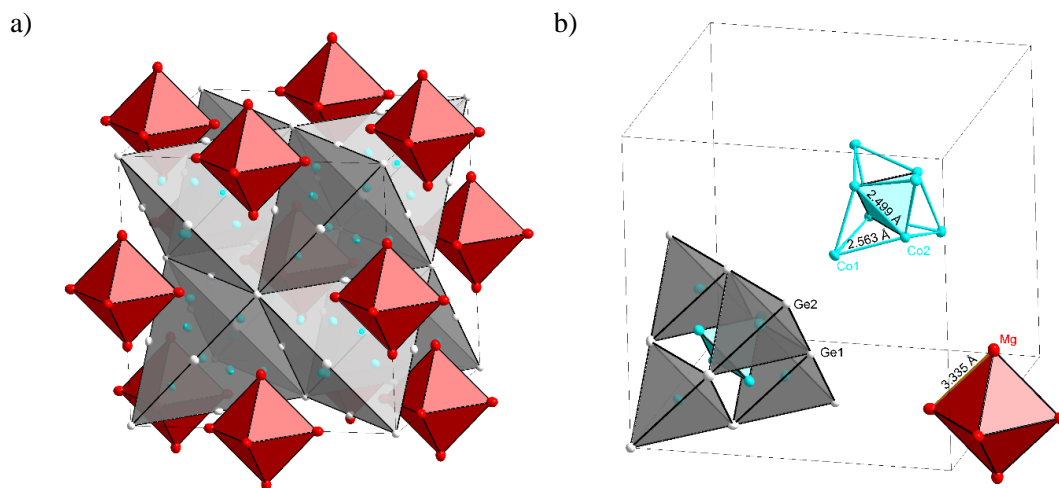 a)
b)
2.499 Å
2.563 Å
Co1
Co2
Ge2
Ge1
Mg
3.335 Å